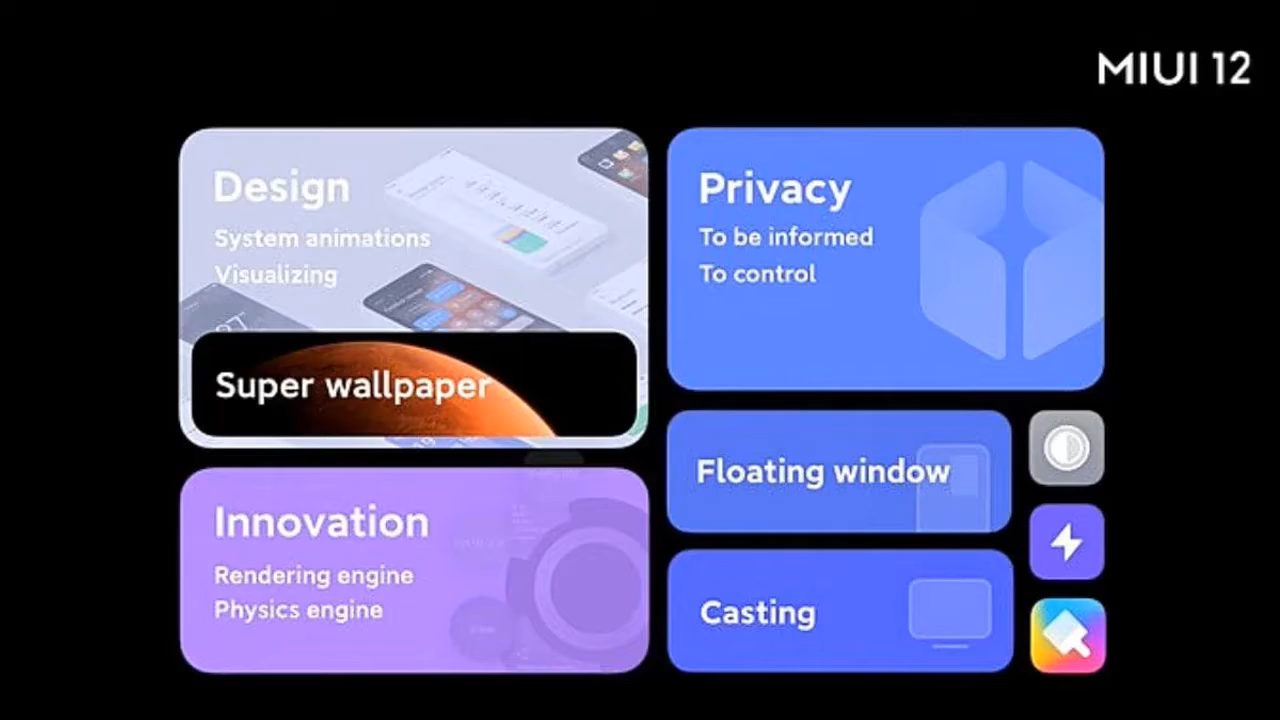 MIUI 12
Design
System animations
Visualizing
Super wallpaper
Innovation
Rendering engine
Physics engine
Privacy
To be informed
To control
Floating window
Casting